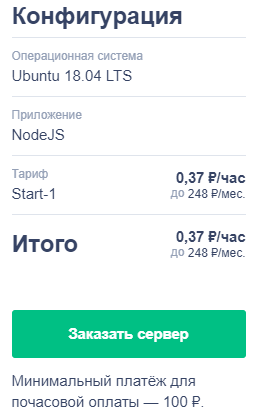 Конфигурация
Операционная система
Ubuntu 18.04 LTS
Приложение
NodeJS
Тариф
Start-1
0,37 ₽/час
до 248 ₽/мес.
Итого
0,37 ₽/час
до 248 ₽/мес.
Заказать сервер
Минимальный платёж для
почасовой оплаты — 100 ₽.